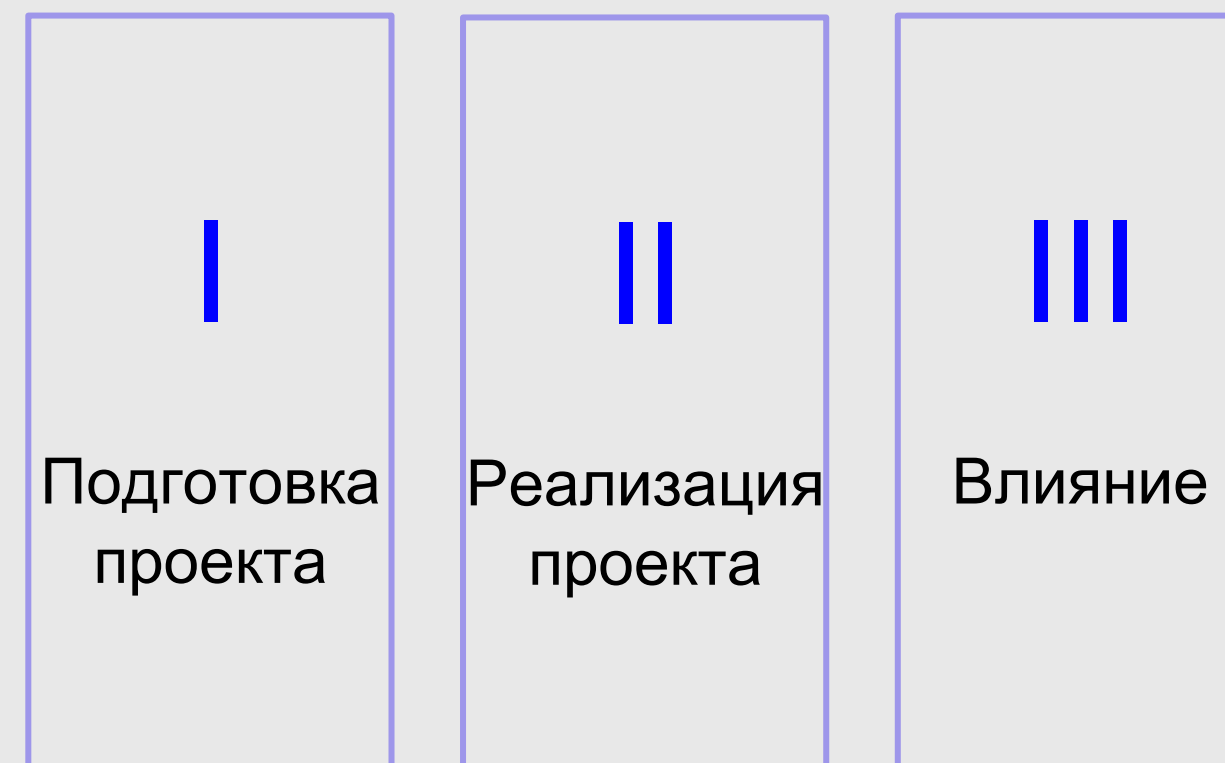 I
Подготовка
проекта
II
Реализация
проекта
III
Влияние